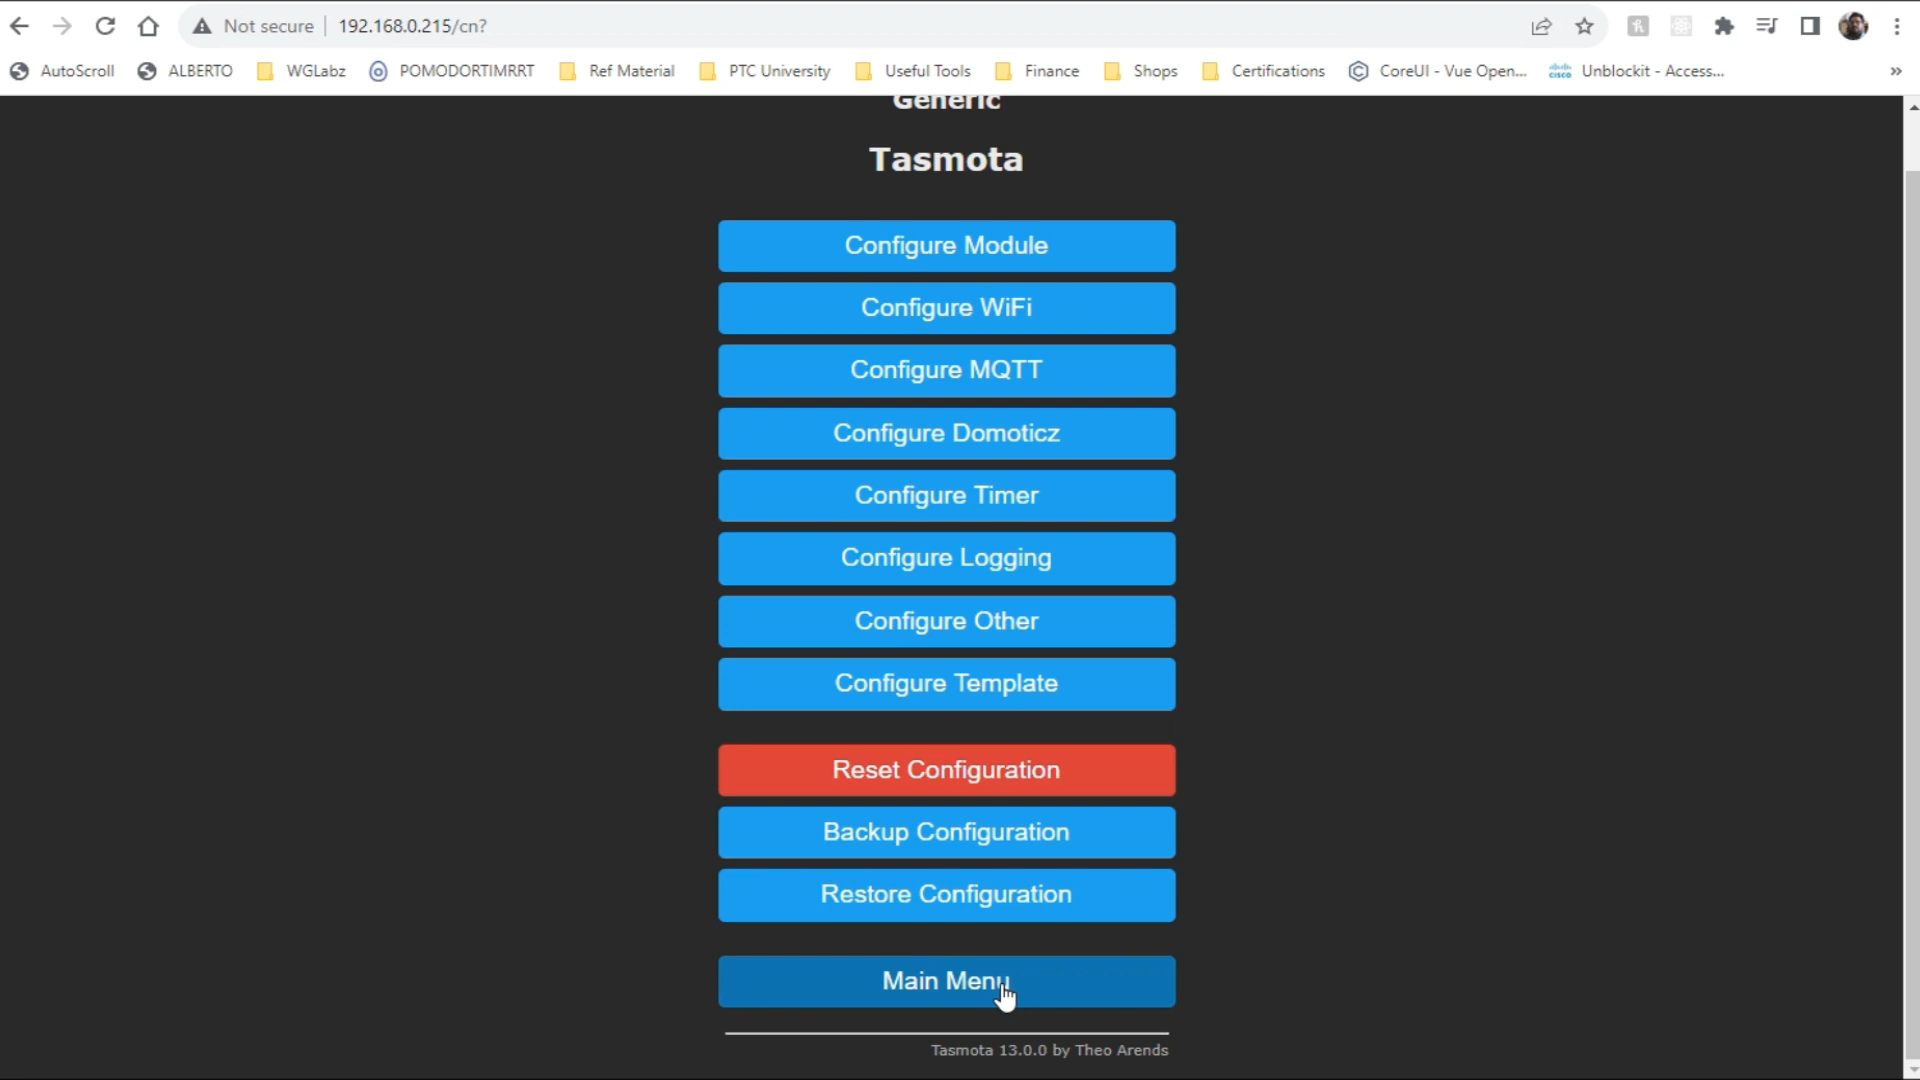 Not secure
192.168.0.215/cn?
AutoScroll
ALBERTO
WGLabz
POMODORTIMRRT
Ref Material
PTC University
Useful Tools
Finance
Shops
Certifications
CoreUI - Vue Open...
Unblockit - Access...
Generic
Tasmota
Configure Module
Configure WiFi
Configure MQTT
Configure Domoticz
Configure Timer
Configure Logging
Configure Other
Configure Template
Reset Configuration
Backup Configuration
Restore Configuration
Main Menu
Tasmota 13.0.0 by Theo Arends